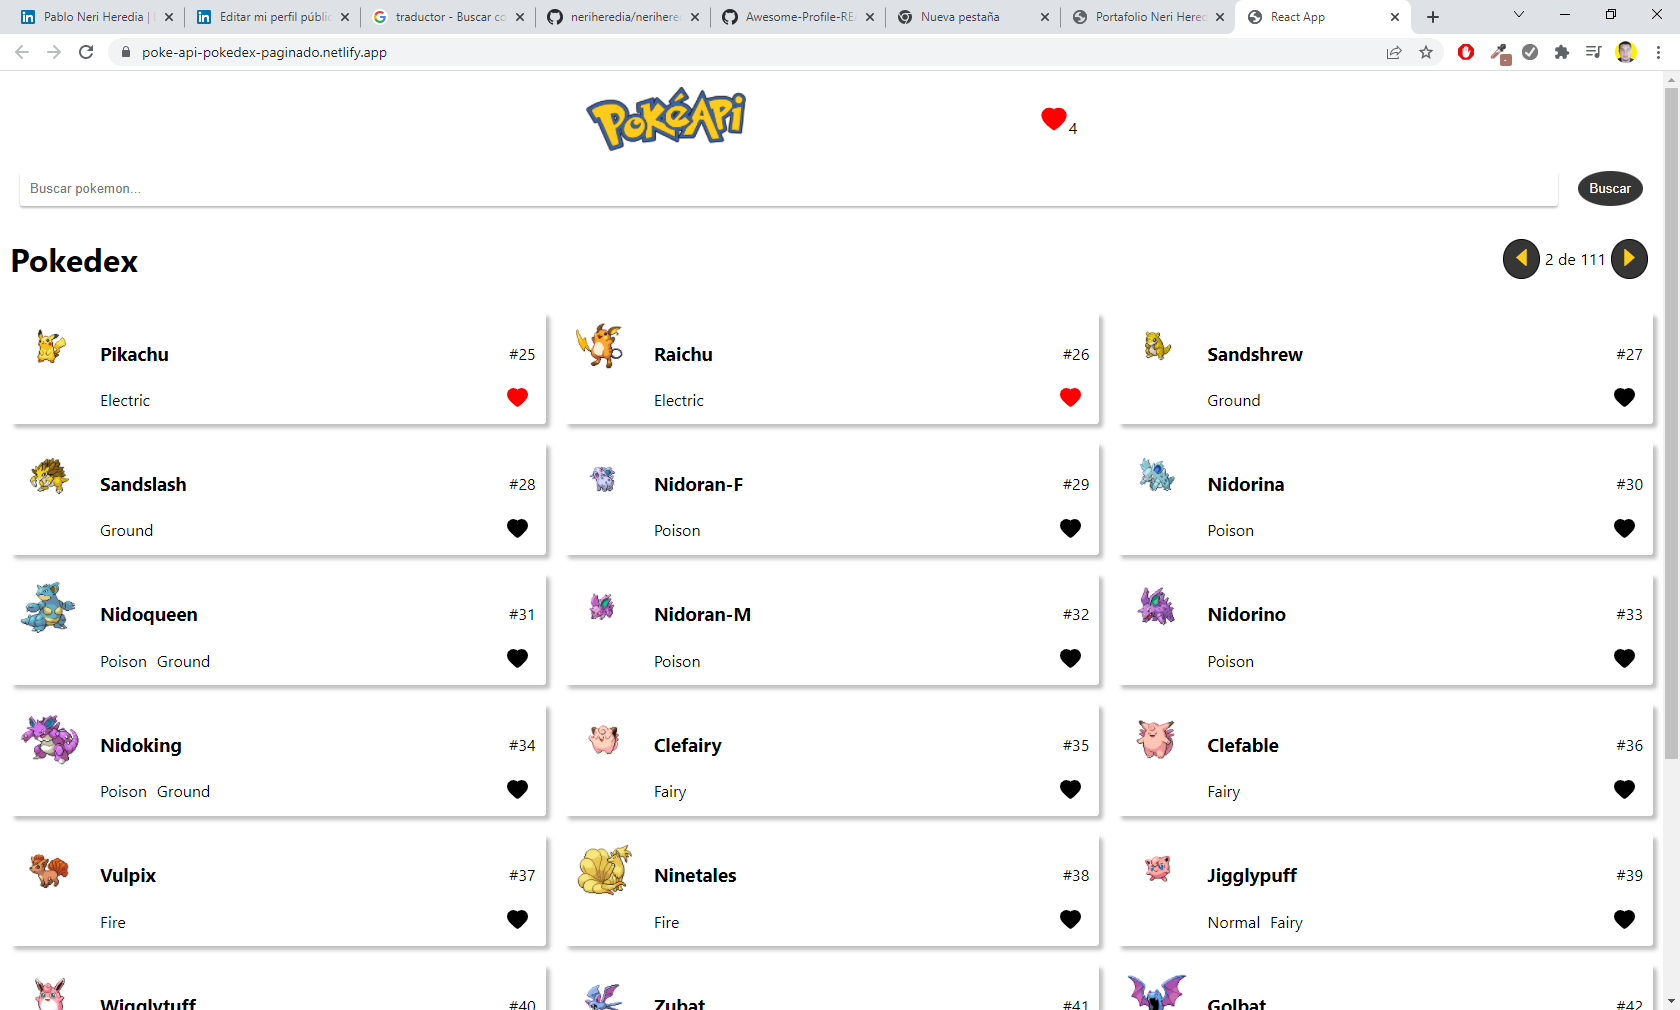 Pablo Neri Heredia |
Editar mi perfil públic
traductor - Buscar co
neriheredia/nerihere
Awesome-Profile-RE
Nueva pestaña
Portafolio Neri Hered
React App
poke-api-pokedex-paginado.netlify.app
PokéApi
4
Buscar pokemon...
Buscar
Pokedex
2 de 111
Pikachu #25
Electric
Raichu #26
Electric
Sandshrew #27
Ground
Sandslash #28
Ground
Nidoran-F #29
Poison
Nidorina #30
Poison
Nidoqueen #31
Poison Ground
Nidoran-M #32
Poison
Nidorino #33
Poison
Nidoking #34
Poison Ground
Clefairy #35
Fairy
Clefable #36
Fairy
Vulpix #37
Fire
Ninetales #38
Fire
Jigglypuff #39
Normal Fairy
Wigglytuff #40
Zubat #41
Golbat #42